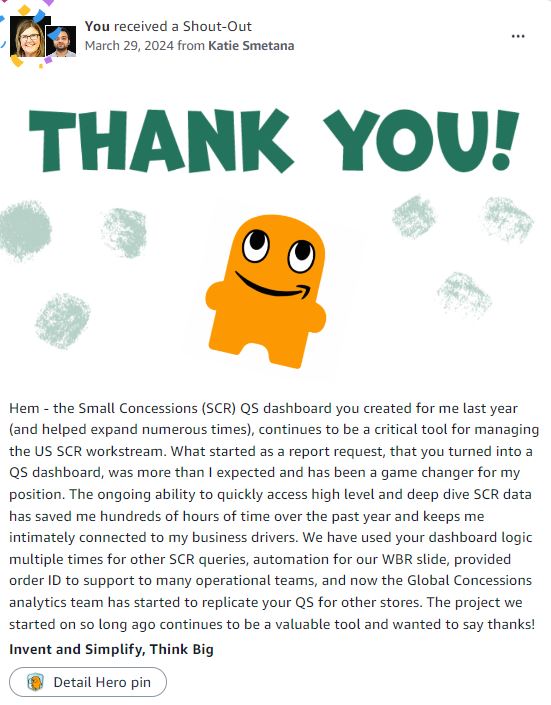 You received a Shout-Out
March 29, 2024 from Katie Smetana
THANK YOU!
Hem - the Small Concessions (SCR) QS dashboard you created for me last year
(and helped expand numerous times), continues to be a critical tool for managing
the US SCR workstream. What started as a report request, that you turned into a
QS dashboard, was more than I expected and has been a game changer for my
position. The ongoing ability to quickly access high level and deep dive SCR data
has saved me hundreds of hours of time over the past year and keeps me
intimately connected to my business drivers. We have used your dashboard logic
multiple times for other SCR queries, automation for our WBR slide, provided
order ID to support to many operational teams, and now the Global Concessions
analytics team has started to replicate your QS for other stores. The project we
started on so long ago continues to be a valuable tool and wanted to say thanks!
Invent and Simplify, Think Big
Detail Hero pin